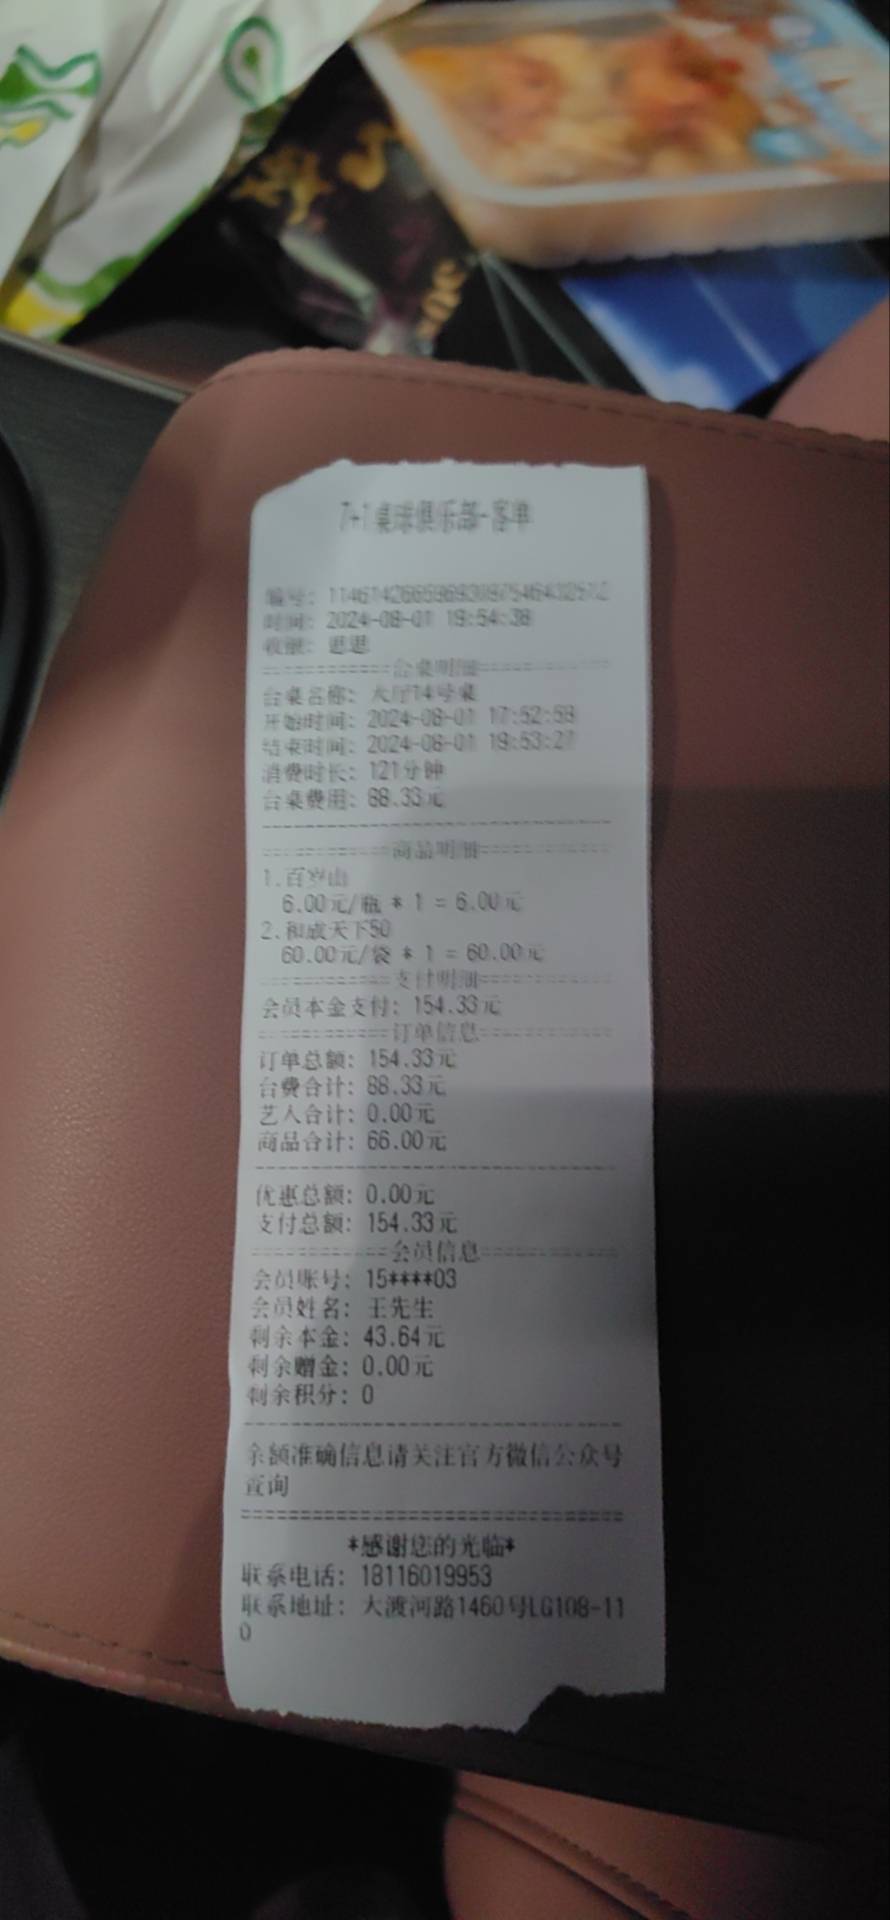 7+7桌球俱乐部-客单
编号:
时间: 2024-08-01 19:54:38
收银:
============台桌明细============
台桌名称: 大厅14号桌
开始时间: 2024-08-01 17:52:59
结束时间: 2024-08-01 19:53:27
消费时长: 121分钟
台桌费用: 88.33元
============商品明细============
1.百岁山
6.00元/瓶 * 1 = 6.00元
2.和成天下50
60.00元/袋 * 1 = 60.00元
============支付明细============
会员本金支付: 154.33元
============订单信息============
订单总额: 154.33元
台费合计: 88.33元
艺人合计: 0.00元
商品合计: 66.00元
优惠总额: 0.00元
支付总额: 154.33元
============会员信息============
会员账号: 15****03
会员姓名: 王先生
剩余本金: 43.64元
剩余赠金: 0.00元
剩余积分: 0
余额准确信息请关注官方微信公众号
查询
*感谢您的光临*
联系电话: 18116019953
联系地址: 大渡河路1460号LG108-11
0